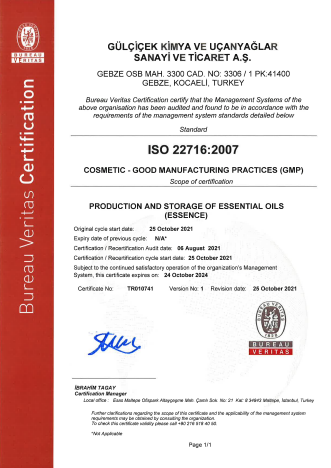 BUREAU
VERITAS
Bureau Veritas Certification
GÜLÇİÇEK KİMYA VE UÇANYAĞLAR
SANAYİ VE TİCARET A.Ş.
GEBZE OSB MAH. 3300 CAD. NO: 3306 / 1 PK:41400
GEBZE, KOCAELİ, TURKEY
Bureau Veritas Certification certify that the Management Systems of the
above organisation has been audited and found to be in accordance with the
requirements of the management system standards detailed below
Standard
ISO 22716:2007
COSMETIC - GOOD MANUFACTURING PRACTICES (GMP)
Scope of certification
PRODUCTION AND STORAGE OF ESSENTIAL OILS
(ESSENCE)
Original cycle start date: 25 October 2021
Expiry date of previous cycle: N/A*
Certification / Recertification Audit date: 06 August 2021
Certification / Recertification cycle start date: 25 October 2021
Subject to the continued satisfactory operation of the organization's Management
System, this certificate expires on: 24 October 2024
Certificate No: TR010741 Version No: 1 Revision date: 25 October 2021
BUREAU
VERITAS
İBRAHİM TAGAY
Certification Manager
Local office : Esas Maltepe Ofispark Altayçeşme Mah. Çamlı Sok. No: 21 Kat: 8 34843 Maltepe, Istanbul, Turkey
Further clarifications regarding the scope of this certificate and the applicability of the management system
requirements may be obtained by consulting the organization.
To check this certificate validity please call +90 216 518 40 50.
*Not Applicable
Page 1/1